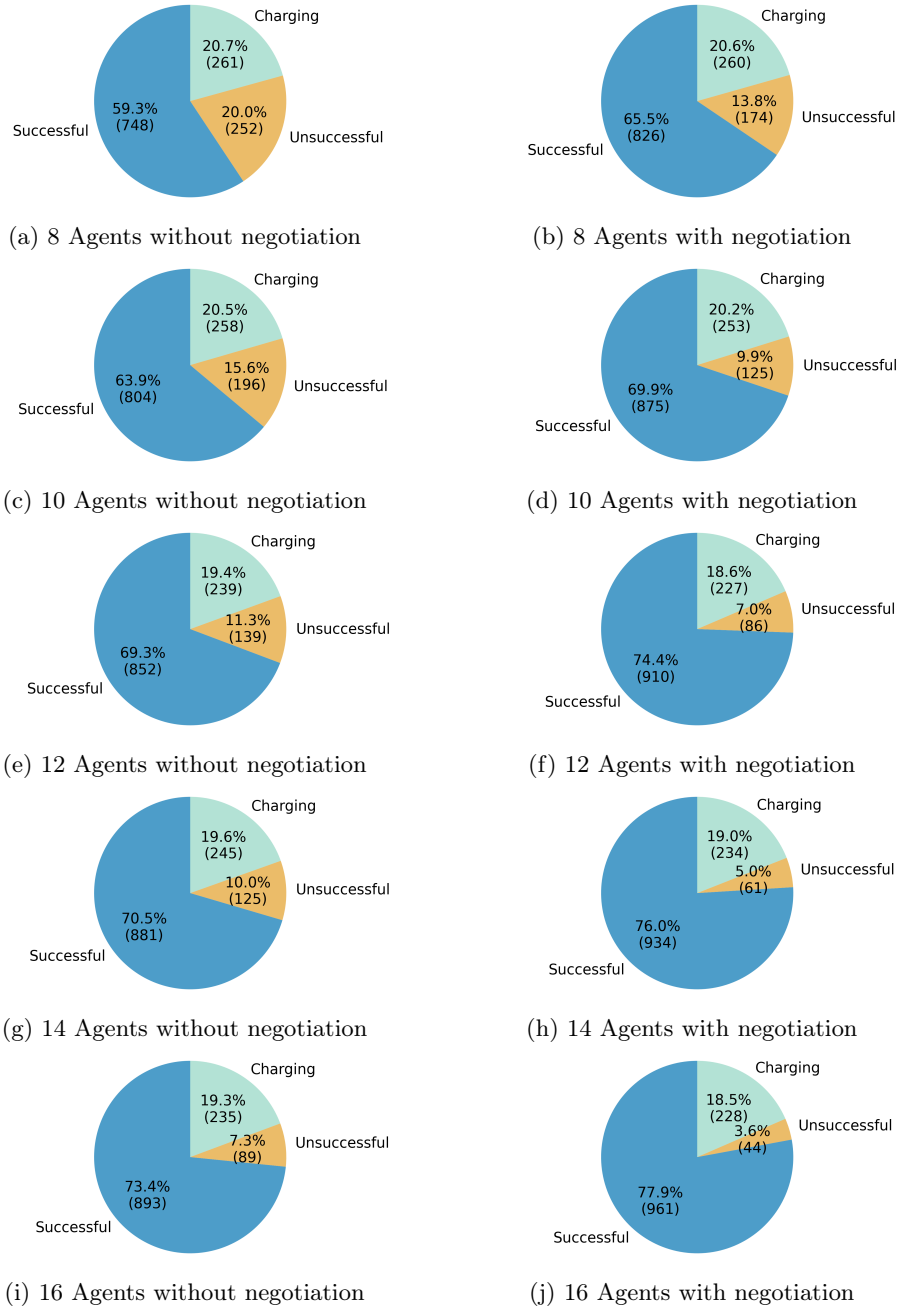 Charging
20.7%
(261)
59.3%
(748)
20.0%
(252)
Successful
Unsuccessful
(a) 8 Agents without negotiation
Charging
20.6%
(260)
13.8%
(174)
65.5%
(826)
Unsuccessful
Successful
(b) 8 Agents with negotiation
Charging
20.5%
(258)
15.6%
(196)
63.9%
(804)
Unsuccessful
Successful
(c) 10 Agents without negotiation
Charging
20.2%
(253)
9.9%
(125)
69.9%
(875)
Unsuccessful
Successful
(d) 10 Agents with negotiation
Charging
19.4%
(239)
11.3%
(139)
69.3%
(852)
Unsuccessful
Successful
(e) 12 Agents without negotiation
Charging
18.6%
(227)
7.0%
(86)
74.4%
(910)
Unsuccessful
Successful
(f) 12 Agents with negotiation
Charging
19.6%
(245)
10.0%
(125)
70.5%
(881)
Unsuccessful
Successful
(g) 14 Agents without negotiation
Charging
19.0%
(234)
5.0%
(61)
76.0%
(934)
Unsuccessful
Successful
(h) 14 Agents with negotiation
Charging
19.3%
(235)
7.3%
(89)
73.4%
(893)
Unsuccessful
Successful
(i) 16 Agents without negotiation
Charging
18.5%
(228)
3.6%
(44)
77.9%
(961)
Unsuccessful
Successful
(j) 16 Agents with negotiation